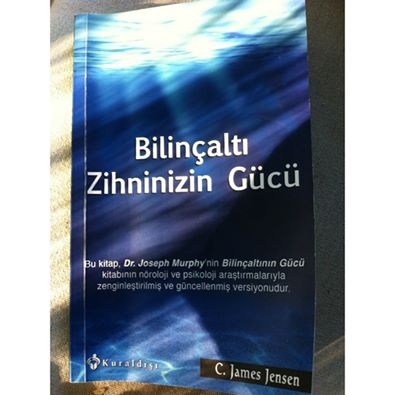 Bilinçaltı
Zihninizin Gücü
Bu kitap, Dr. Joseph Murphy'nin Bilinçaltının Gücü
kitabının nöroloji ve psikoloji araştırmalarıyla
zenginleştirilmiş ve güncellenmiş versiyonudur.
Kuraldışı
C. James Jensen